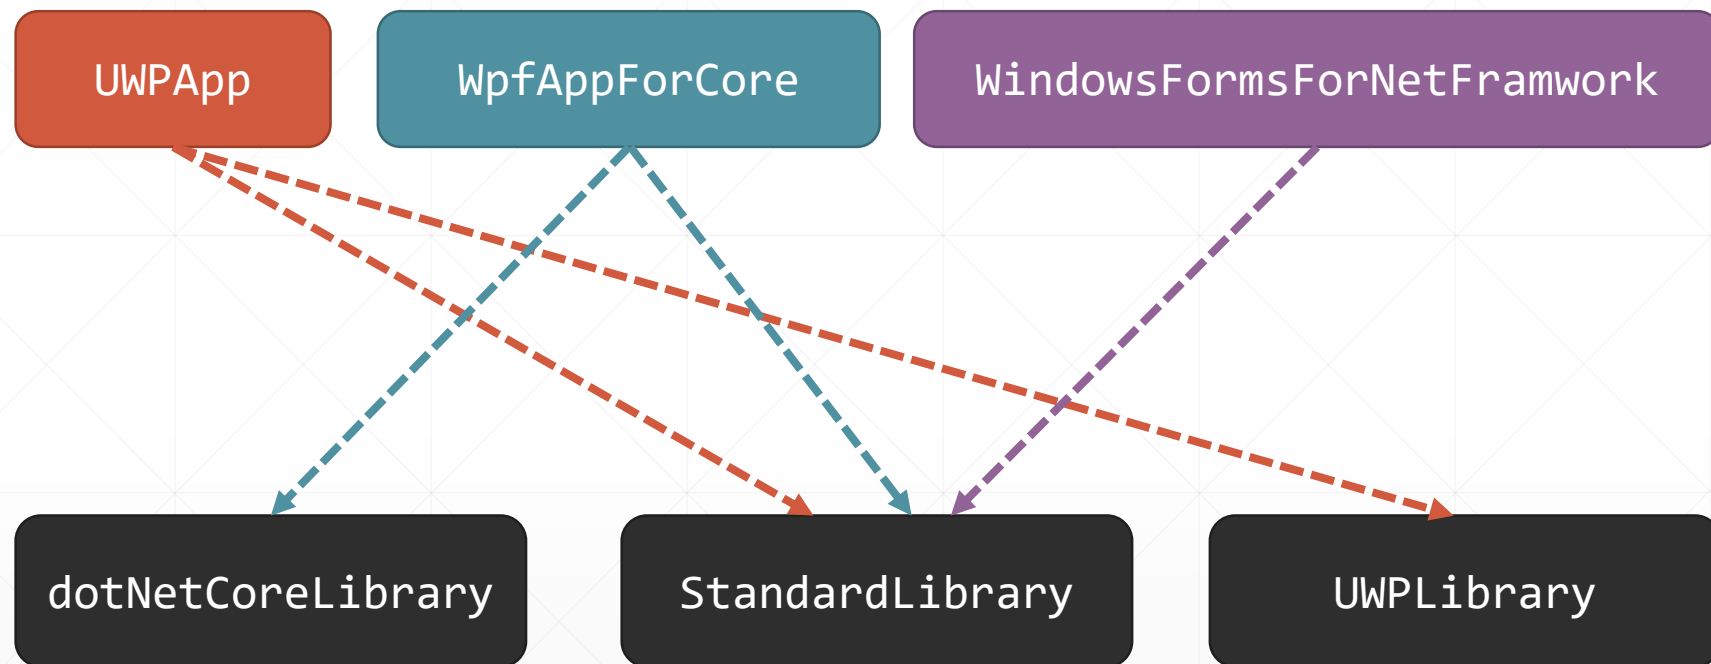 UWPApp
WpfAppForCore
WindowsFormsForNetFramwork
dotNetCoreLibrary
StandardLibrary
UWPLibrary